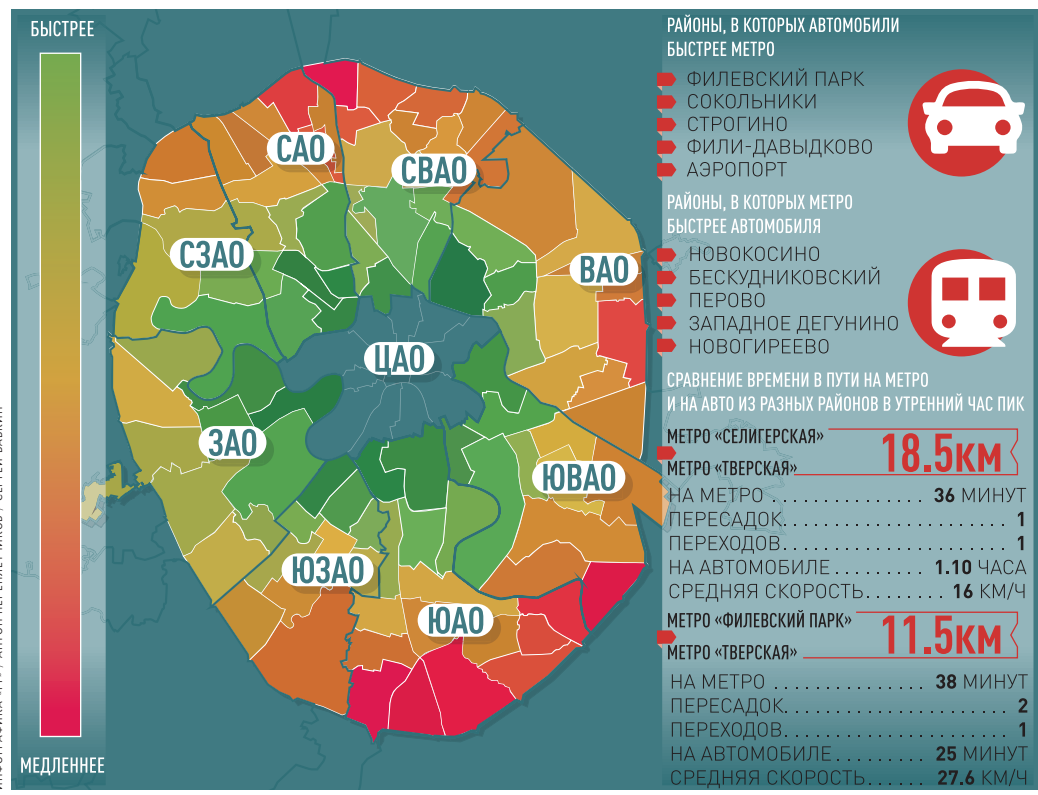 БЫСТРЕЕ
МЕДЛЕННЕЕ
САО
СВАО
СЗАО
ВАО
ЦАО
ЗАО
ЮВАО
ЮЗАО
ЮАО
РАЙОНЫ, В КОТОРЫХ АВТОМОБИЛИ
БЫСТРЕЕ МЕТРО
ФИЛЕВСКИЙ ПАРК
СОКОЛЬНИКИ
СТРОГИНО
ФИЛИ-ДАВЫДКОВО
АЭРОПОРТ
РАЙОНЫ, В КОТОРЫХ МЕТРО
БЫСТРЕЕ АВТОМОБИЛЯ
НОВОКОСИНО
БЕСКУДНИКОВСКИЙ
ПЕРОВО
ЗАПАДНОЕ ДЕГУНИНО
НОВОГИРЕЕВО
СРАВНЕНИЕ ВРЕМЕНИ В ПУТИ НА МЕТРО
И НА АВТО ИЗ РАЗНЫХ РАЙОНОВ В УТРЕННИЙ ЧАС ПИК
МЕТРО «СЕЛИГЕРСКАЯ»
МЕТРО «ТВЕРСКАЯ»
18.5КМ
НА МЕТРО . . . . . . . . . . . . . 36 МИНУТ
ПЕРЕСАДОК. . . . . . . . . . . . . . . . . . . . 1
ПЕРЕХОДОВ. . . . . . . . . . . . . . . . . . . . 1
НА АВТОМОБИЛЕ . . . . . . . . . 1.10 ЧАСА
СРЕДНЯЯ СКОРОСТЬ. . . . . . . 16 КМ/Ч
МЕТРО «ФИЛЕВСКИЙ ПАРК»
МЕТРО «ТВЕРСКАЯ»
11.5КМ
НА МЕТРО . . . . . . . . . . . . . 38 МИНУТ
ПЕРЕСАДОК. . . . . . . . . . . . . . . . . . . . 2
ПЕРЕХОДОВ. . . . . . . . . . . . . . . . . . . . 1
НА АВТОМОБИЛЕ . . . . . . . . . 25 МИНУТ
СРЕДНЯЯ СКОРОСТЬ. . . . . . 27.6 КМ/Ч